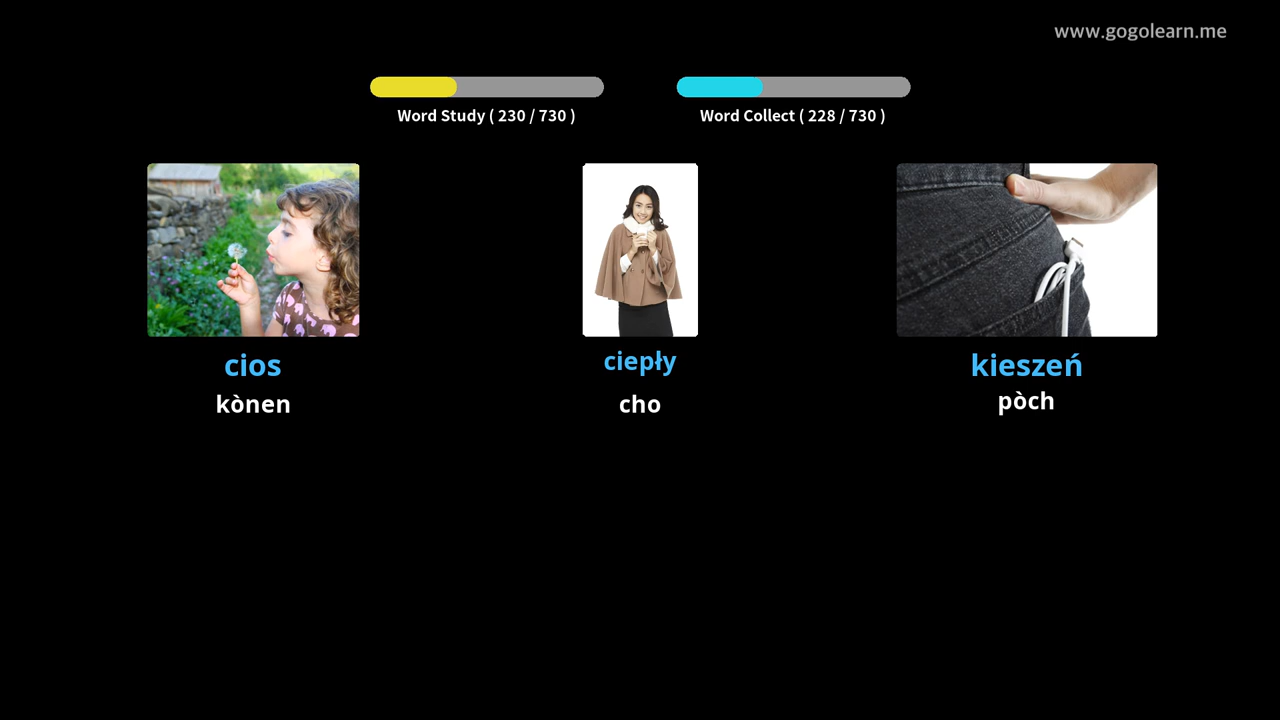 www.gogolearn.me
Word Study ( 230 / 730 )
Word Collect ( 228 / 730 )
cios
kònen
ciepły
cho
kieszeń
pòch